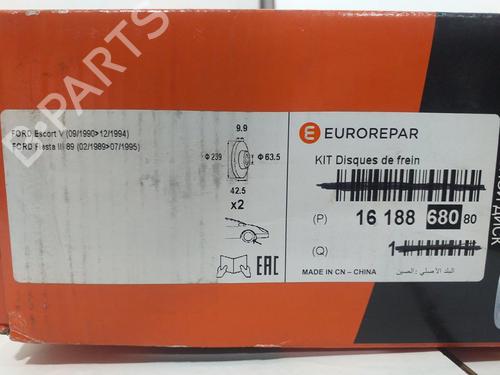 FORD Escort V (09/1990>12/1994)
FORD Fiesta III 89 (02/1989>07/1995)
9.9
Φ 239
Φ 63.5
42.5
x2
EAC
EUROREPAR
KIT Disques de frein
(P) 16 188 680 80
(Q) 1
MADE IN CN – CHINA
البلد الأصلي: الصين